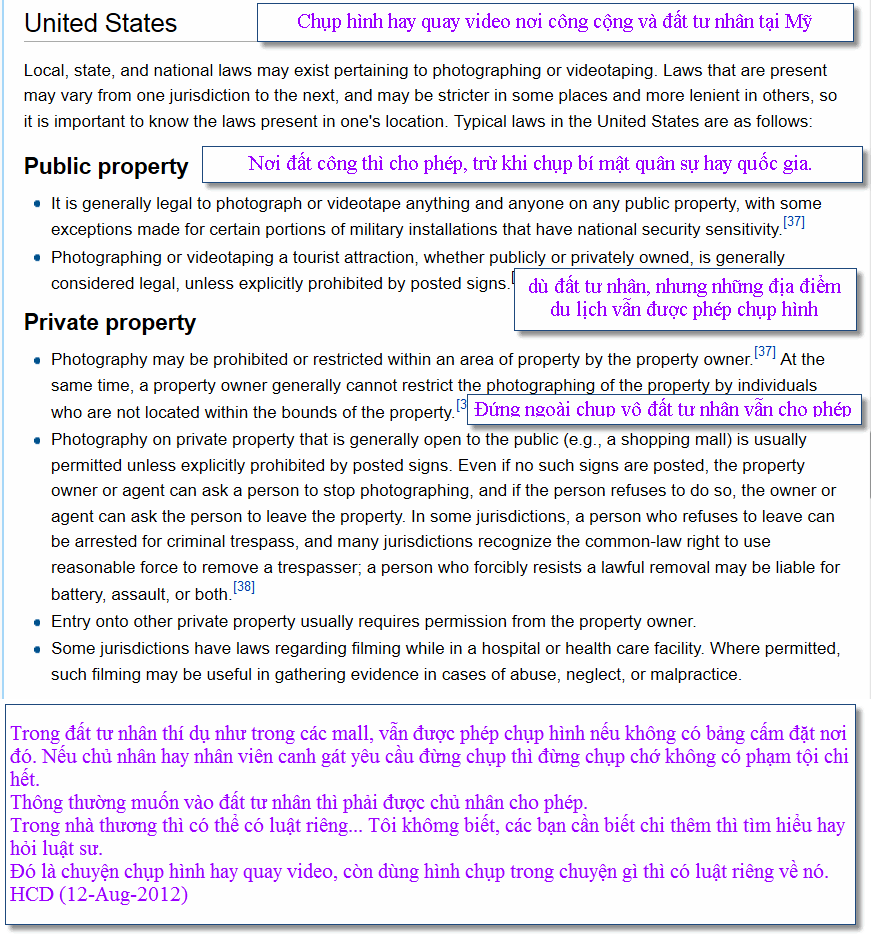 United States
Chụp hình hay quay video nơi công cộng và đất tư nhân tại Mỹ
Local, state, and national laws may exist pertaining to photographing or videotaping. Laws that are present
may vary from one jurisdiction to the next, and may be stricter in some places and more lenient in others, so
it is important to know the laws present in one's location. Typical laws in the United States are as follows:
Public property
Nơi đất công thì cho phép, trừ khi chụp bí mật quân sự hay quốc gia.
• It is generally legal to photograph or videotape anything and anyone on any public property, with some
exceptions made for certain portions of military installations that have national security sensitivity.[37]
• Photographing or videotaping a tourist attraction, whether publicly or privately owned, is generally
considered legal, unless explicitly prohibited by posted signs.[
dù đất tư nhân, nhưng những địa điểm
du lịch vẫn được phép chụp hình
Private property
• Photography may be prohibited or restricted within an area of property by the property owner.[37] At the
same time, a property owner generally cannot restrict the photographing of the property by individuals
who are not located within the bounds of the property.[3
Đứng ngoài chụp vô đất tư nhân vẫn cho phép
• Photography on private property that is generally open to the public (e.g., a shopping mall) is usually
permitted unless explicitly prohibited by posted signs. Even if no such signs are posted, the property
owner or agent can ask a person to stop photographing, and if the person refuses to do so, the owner or
agent can ask the person to leave the property. In some jurisdictions, a person who refuses to leave can
be arrested for criminal trespass, and many jurisdictions recognize the common-law right to use
reasonable force to remove a trespasser; a person who forcibly resists a lawful removal may be liable for
battery, assault, or both.[38]
• Entry onto other private property usually requires permission from the property owner.
• Some jurisdictions have laws regarding filming while in a hospital or health care facility. Where permitted,
such filming may be useful in gathering evidence in cases of abuse, neglect, or malpractice.
Trong đất tư nhân thí dụ như trong các mall, vẫn được phép chụp hình nếu không có bảng cấm đặt nơi
đó. Nếu chủ nhân hay nhân viên canh gát yêu cầu đừng chụp thì đừng chụp chớ không có phạm tội chi
hết.
Thông thường muốn vào đất tư nhân thì phải được chủ nhân cho phép.
Trong nhà thương thì có thể có luật riêng... Tôi khômg biết, các bạn cần biết chi thêm thì tìm hiểu hay
hỏi luật sư.
Đó là chuyện chụp hình hay quay video, còn dùng hình chụp trong chuyện gì thì có luật riêng về nó.
HCD (12-Aug-2012)